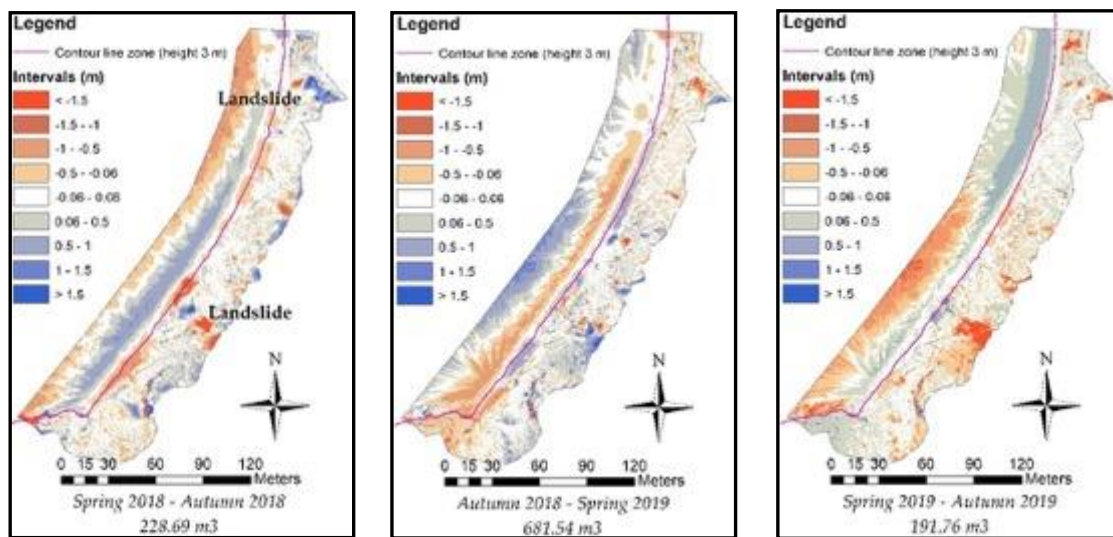 Legend
Contour line zone (height 3 m)
Intervals (m)
< -1.5
-1.5 - -1
-1 - -0.5
-0.5 - -0.06
-0.06 - 0.06
0.06 - 0.5
0.5 - 1
1 - 1.5
> 1.5
Landslide
Landslide
N
0 15 30 60 90 120
Meters
Spring 2018 - Autumn 2018
228.69 m3
Legend
Contour line zone (height 3 m)
Intervals (m)
< -1.5
-1.5 - -1
-1 - -0.5
-0.5 - -0.06
-0.06 - 0.06
0.06 - 0.5
0.5 - 1
1 - 1.5
> 1.5
N
0 15 30 60 90 120
Meters
Autumn 2018 - Spring 2019
681.54 m3
Legend
Contour line zone (height 3 m)
Intervals (m)
< -1.5
-1.5 - -1
-1 - -0.5
-0.5 - -0.06
-0.06 - 0.06
0.06 - 0.5
0.5 - 1
1 - 1.5
> 1.5
N
0 15 30 60 90 120
Meters
Spring 2019 - Autumn 2019
191.76 m3